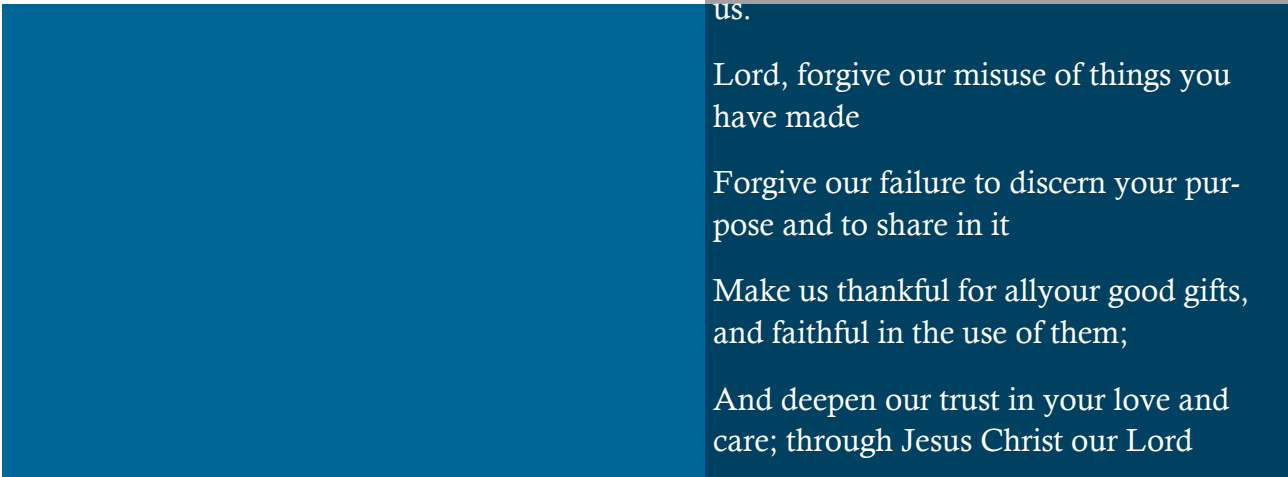 us.
Lord, forgive our misuse of things you
have made
Forgive our failure to discern your pur-
pose and to share in it
Make us thankful for allyour good gifts,
and faithful in the use of them;
And deepen our trust in your love and
care; through Jesus Christ our Lord